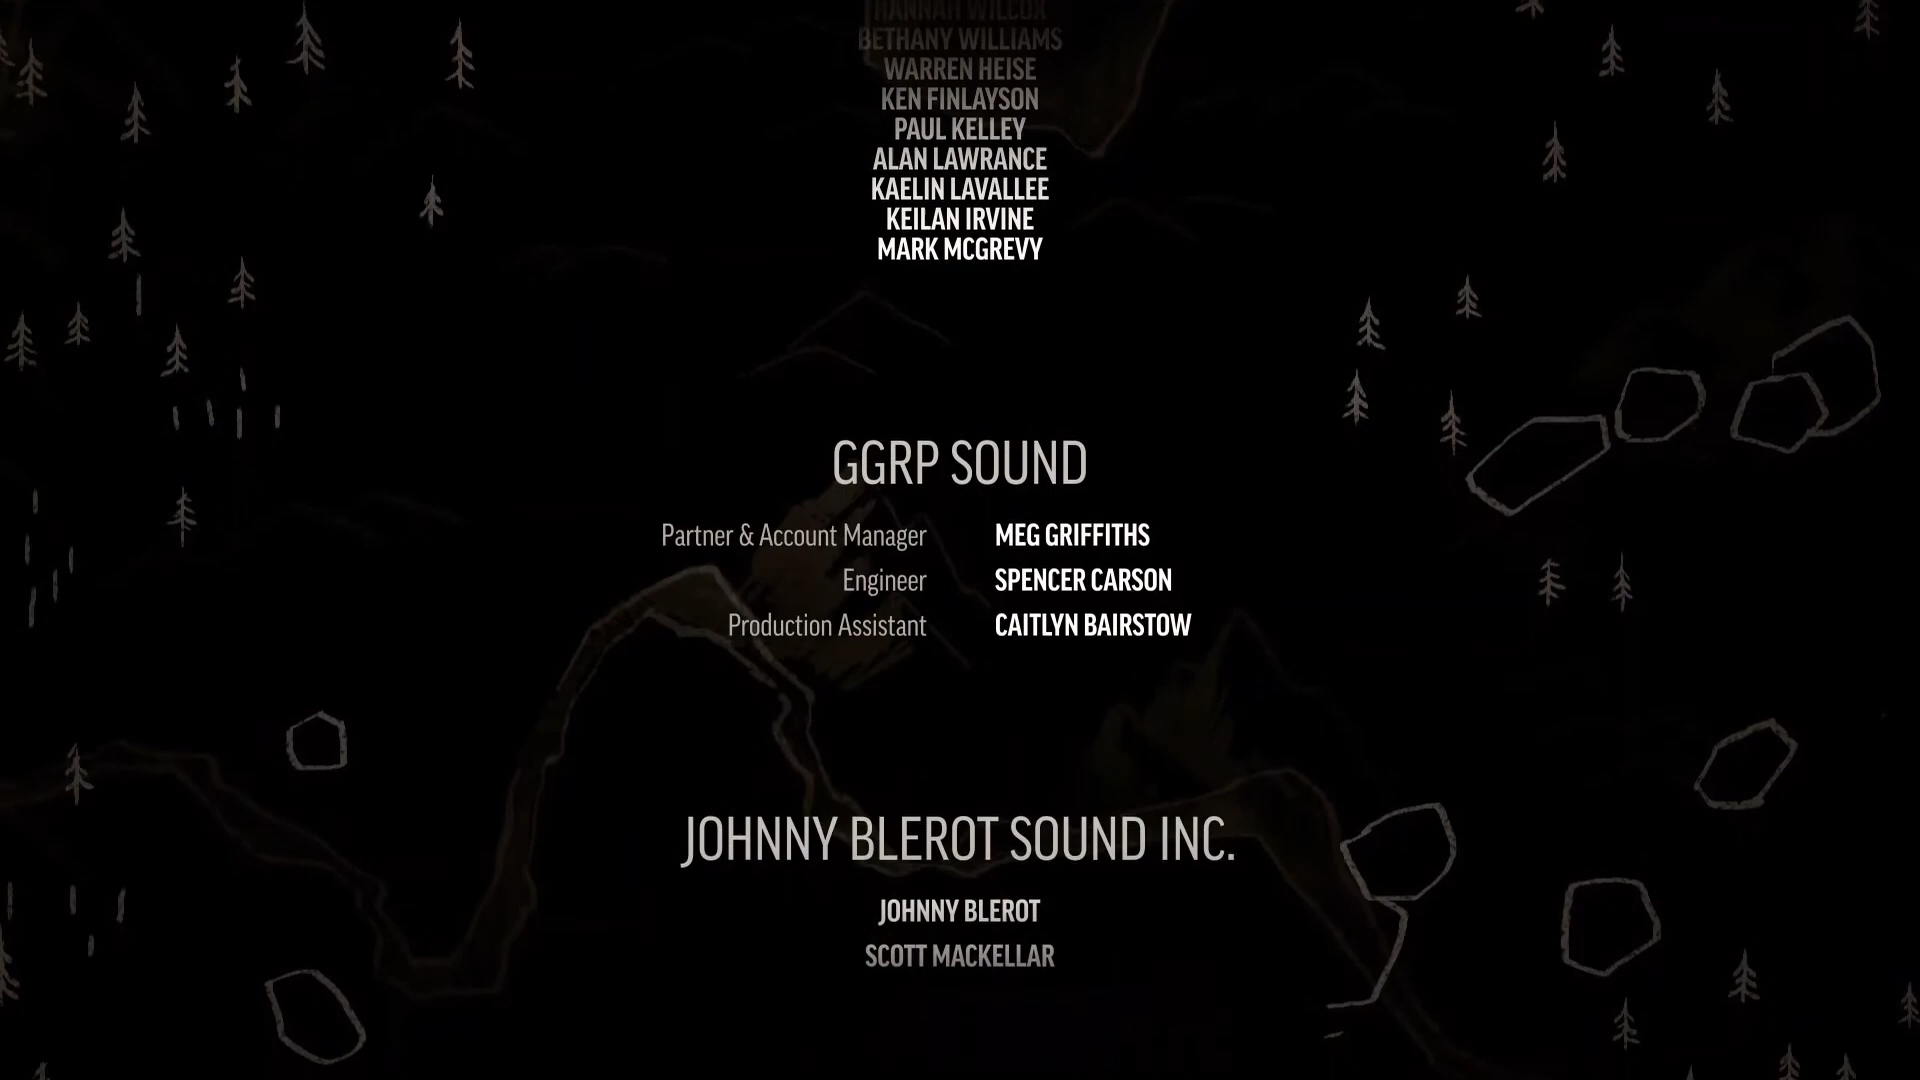 HANNAH WILCOX
BETHANY WILLIAMS
WARREN HEISE
KEN FINLAYSON
PAUL KELLEY
ALAN LAWRANCE
KAELIN LAVALLEE
KEILAN IRVINE
MARK MCGREVY
GGRP SOUND
Partner & Account Manager MEG GRIFFITHS
Engineer SPENCER CARSON
Production Assistant CAITLYN BAIRSTOW
JOHNNY BLEROT SOUND INC.
JOHNNY BLEROT
SCOTT MACKELLAR